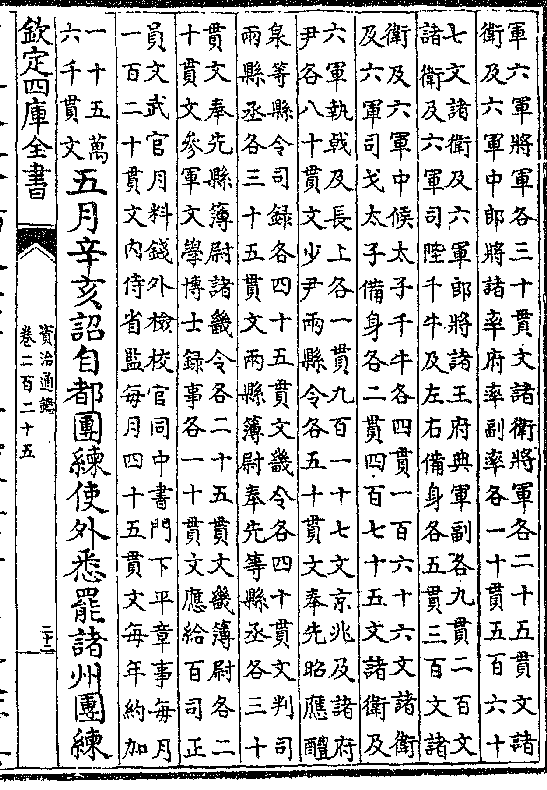 軍六軍將軍各三十貫文諸衛將軍各二十五貫文諸
衛及六軍中郎將諸率府率副率各一十貫五百六十
七文諸衛及六軍郎將諸王府典軍副各九貫二百文
諸衛及六軍司階千牛及左右備身各五貫三百文諸
衛及六軍中候太子千牛各四貫一百六十六文諸衛
及六軍司戈太子備身各二貫四百七十五文諸衛及
六軍執戟及長上各一貫九百一十七文京兆及諸府
尹各八十貫文少尹兩縣令各五十貫文奉先昭應醴
泉等縣令司録各四十五貫文畿令各四十貫文判司
兩縣丞各三十五貫文兩縣簿尉奉先等縣丞各三十
貫文奉先縣簿尉諸畿令各二十五貫文畿簿尉各二
十貫文參軍文學博士録事各一十貫文應給百司正
員文武官月料錢外檢校官同中書門下平章事每月
一百二十貫文內侍省監每月四十五貫文每年約加
一十五萬
六千貫文
五月辛亥詔自都團練使外悉罷諸州團練
欽定四庫全書
資治通鑑
卷二百二十五